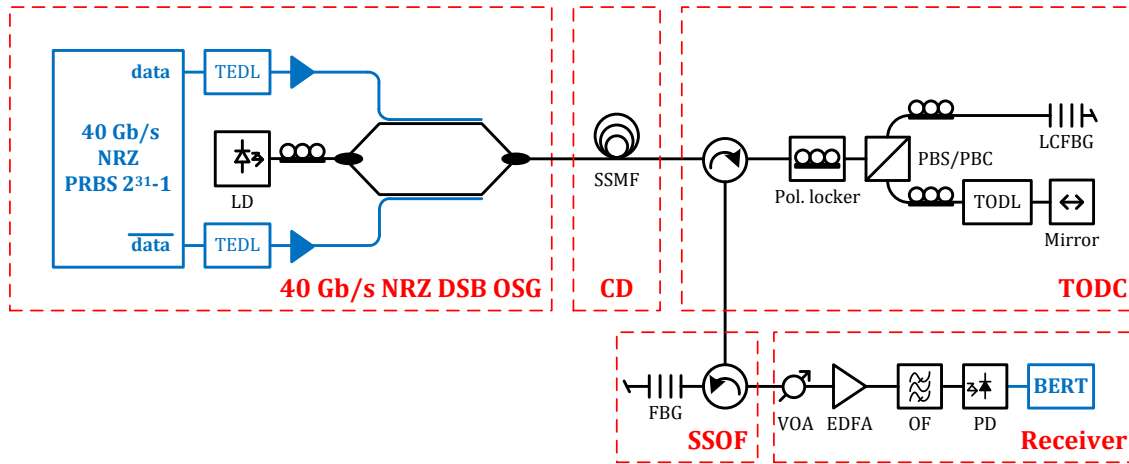 data
TEDL
40 Gb/s
NRZ
PRBS 2³¹-1
LD
data
TEDL
40 Gb/s NRZ DSB OSG
SSMF
CD
Pol. locker
PBS/PBC
LCFBG
TODL
Mirror
TODC
FBG
SSOF
VOA
EDFA
OF
PD
BERT
Receiver